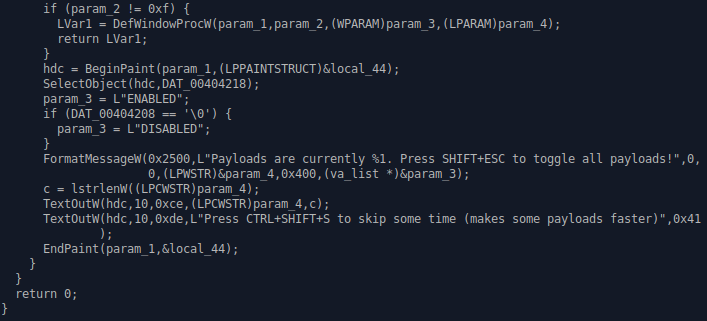 if (param_2 != 0xf) {
LVar1 = DefWindowProcW(param_1,param_2,(WPARAM)param_3,(LPARAM)param_4);
return LVar1;
}
hdc = BeginPaint(param_1,(LPPAINTSTRUCT)&local_44);
SelectObject(hdc,DAT_00404218);
param_3 = L"ENABLED";
if (DAT_00404208 == '\0') {
param_3 = L"DISABLED";
}
FormatMessageW(0x2500,L"Payloads are currently %1. Press SHIFT+ESC to toggle all payloads!",0,
0,(LPWSTR)&param_4,0x400,(va_list *)&param_3);
c = lstrlenW((LPCWSTR)param_4);
TextOutW(hdc,10,0xce,(LPCWSTR)param_4,c);
TextOutW(hdc,10,0xde,L"Press CTRL+SHIFT+S to skip some time (makes some payloads faster)",0x41
);
EndPaint(param_1,&local_44);
}
}
return 0;
}